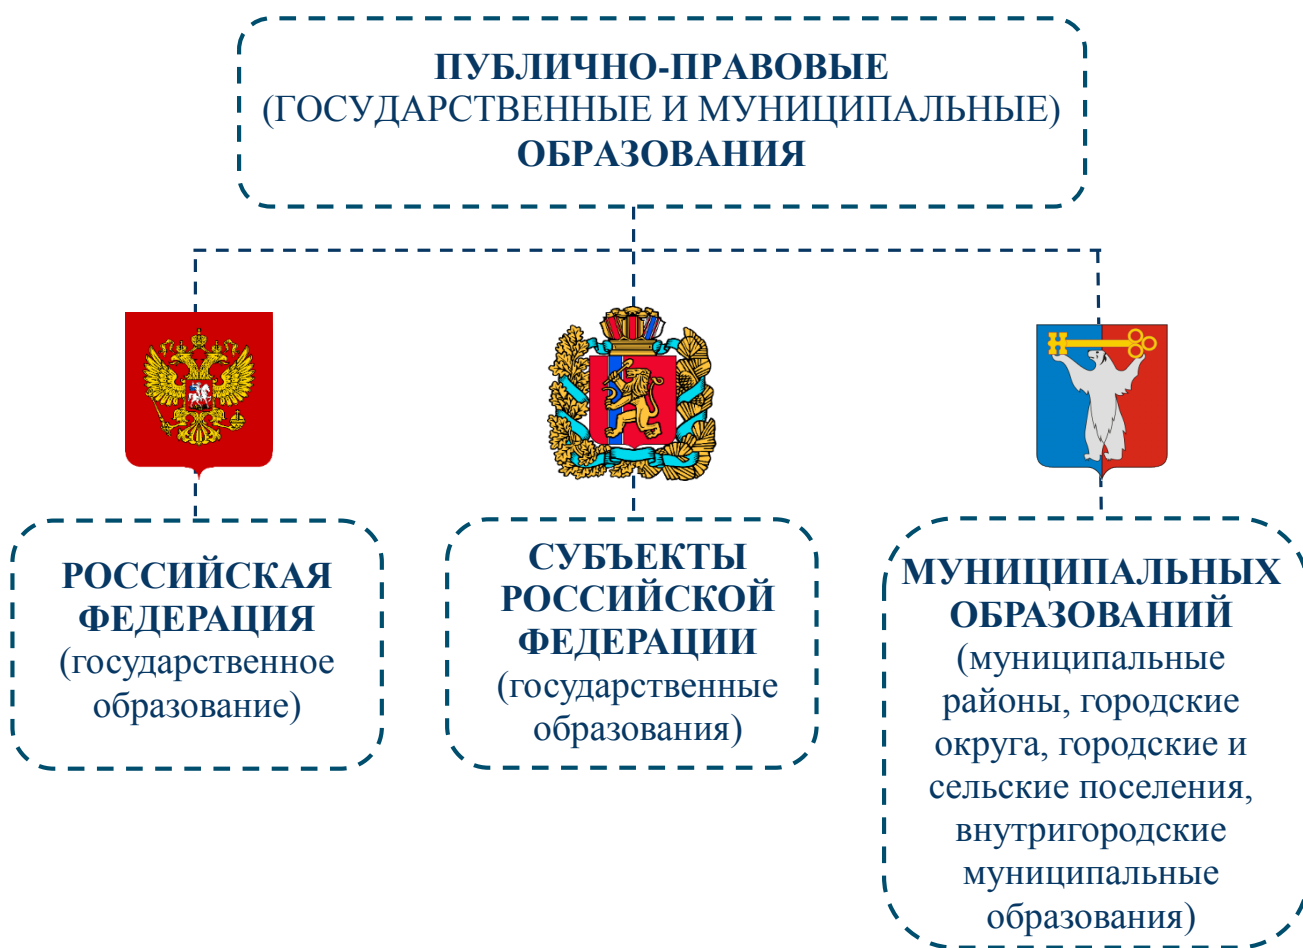 ПУБЛИЧНО-ПРАВОВЫЕ
(ГОСУДАРСТВЕННЫЕ И МУНИЦИПАЛЬНЫЕ)
ОБРАЗОВАНИЯ
РОССИЙСКАЯ
ФЕДЕРАЦИЯ
(государственное
образование)
СУБЪЕКТЫ
РОССИЙСКОЙ
ФЕДЕРАЦИИ
(государственные
образования)
МУНИЦИПАЛЬНЫХ
ОБРАЗОВАНИЙ
(муниципальные
районы, городские
округа, городские и
сельские поселения,
внутригородские
муниципальные
образования)